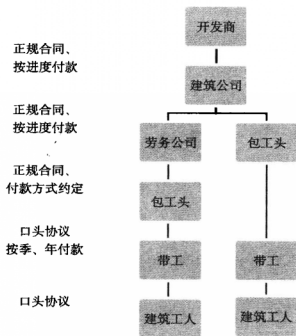 开发商
正规合同、
按进度付款
建筑公司
正规合同、
按进度付款
劳务公司 包工头
正规合同、
付款方式约定
包工头
口头协议
按季、年付款
带工 带工
口头协议
建筑工人 建筑工人